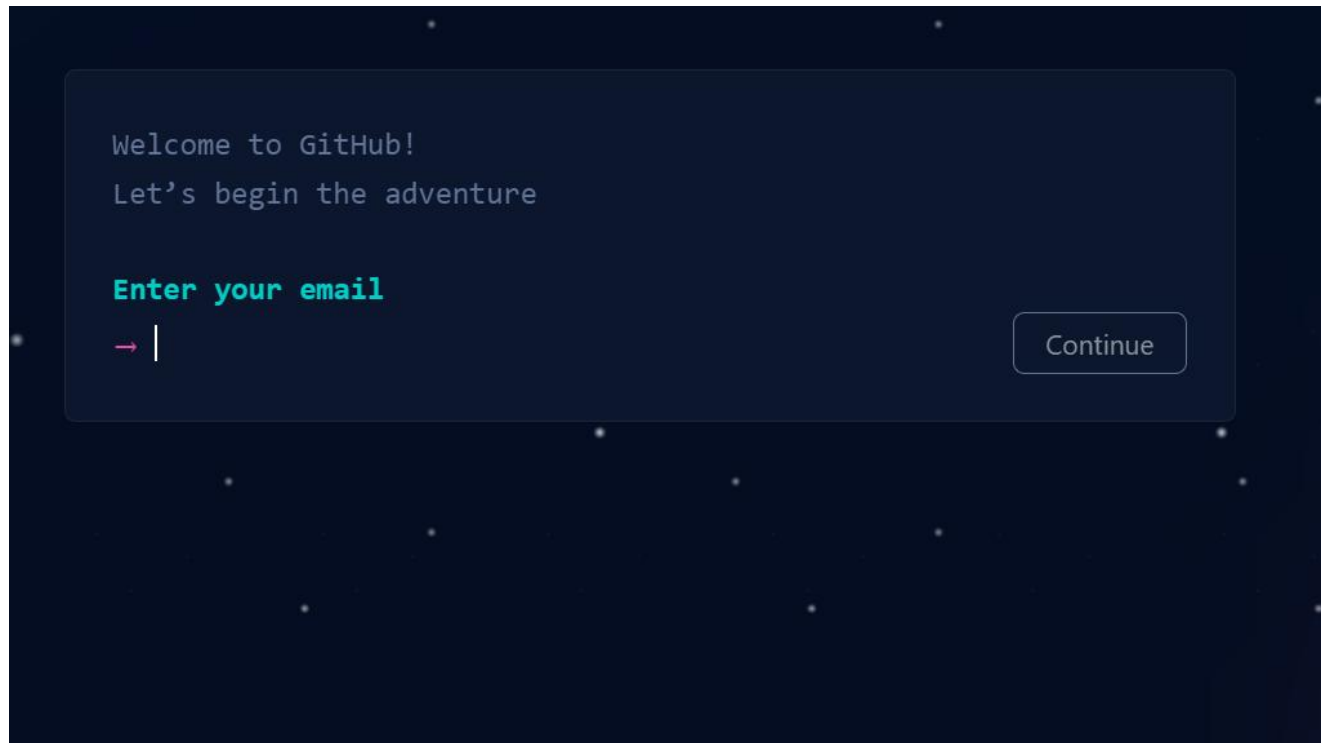 Welcome to GitHub!
Let’s begin the adventure
Enter your email
→
Continue